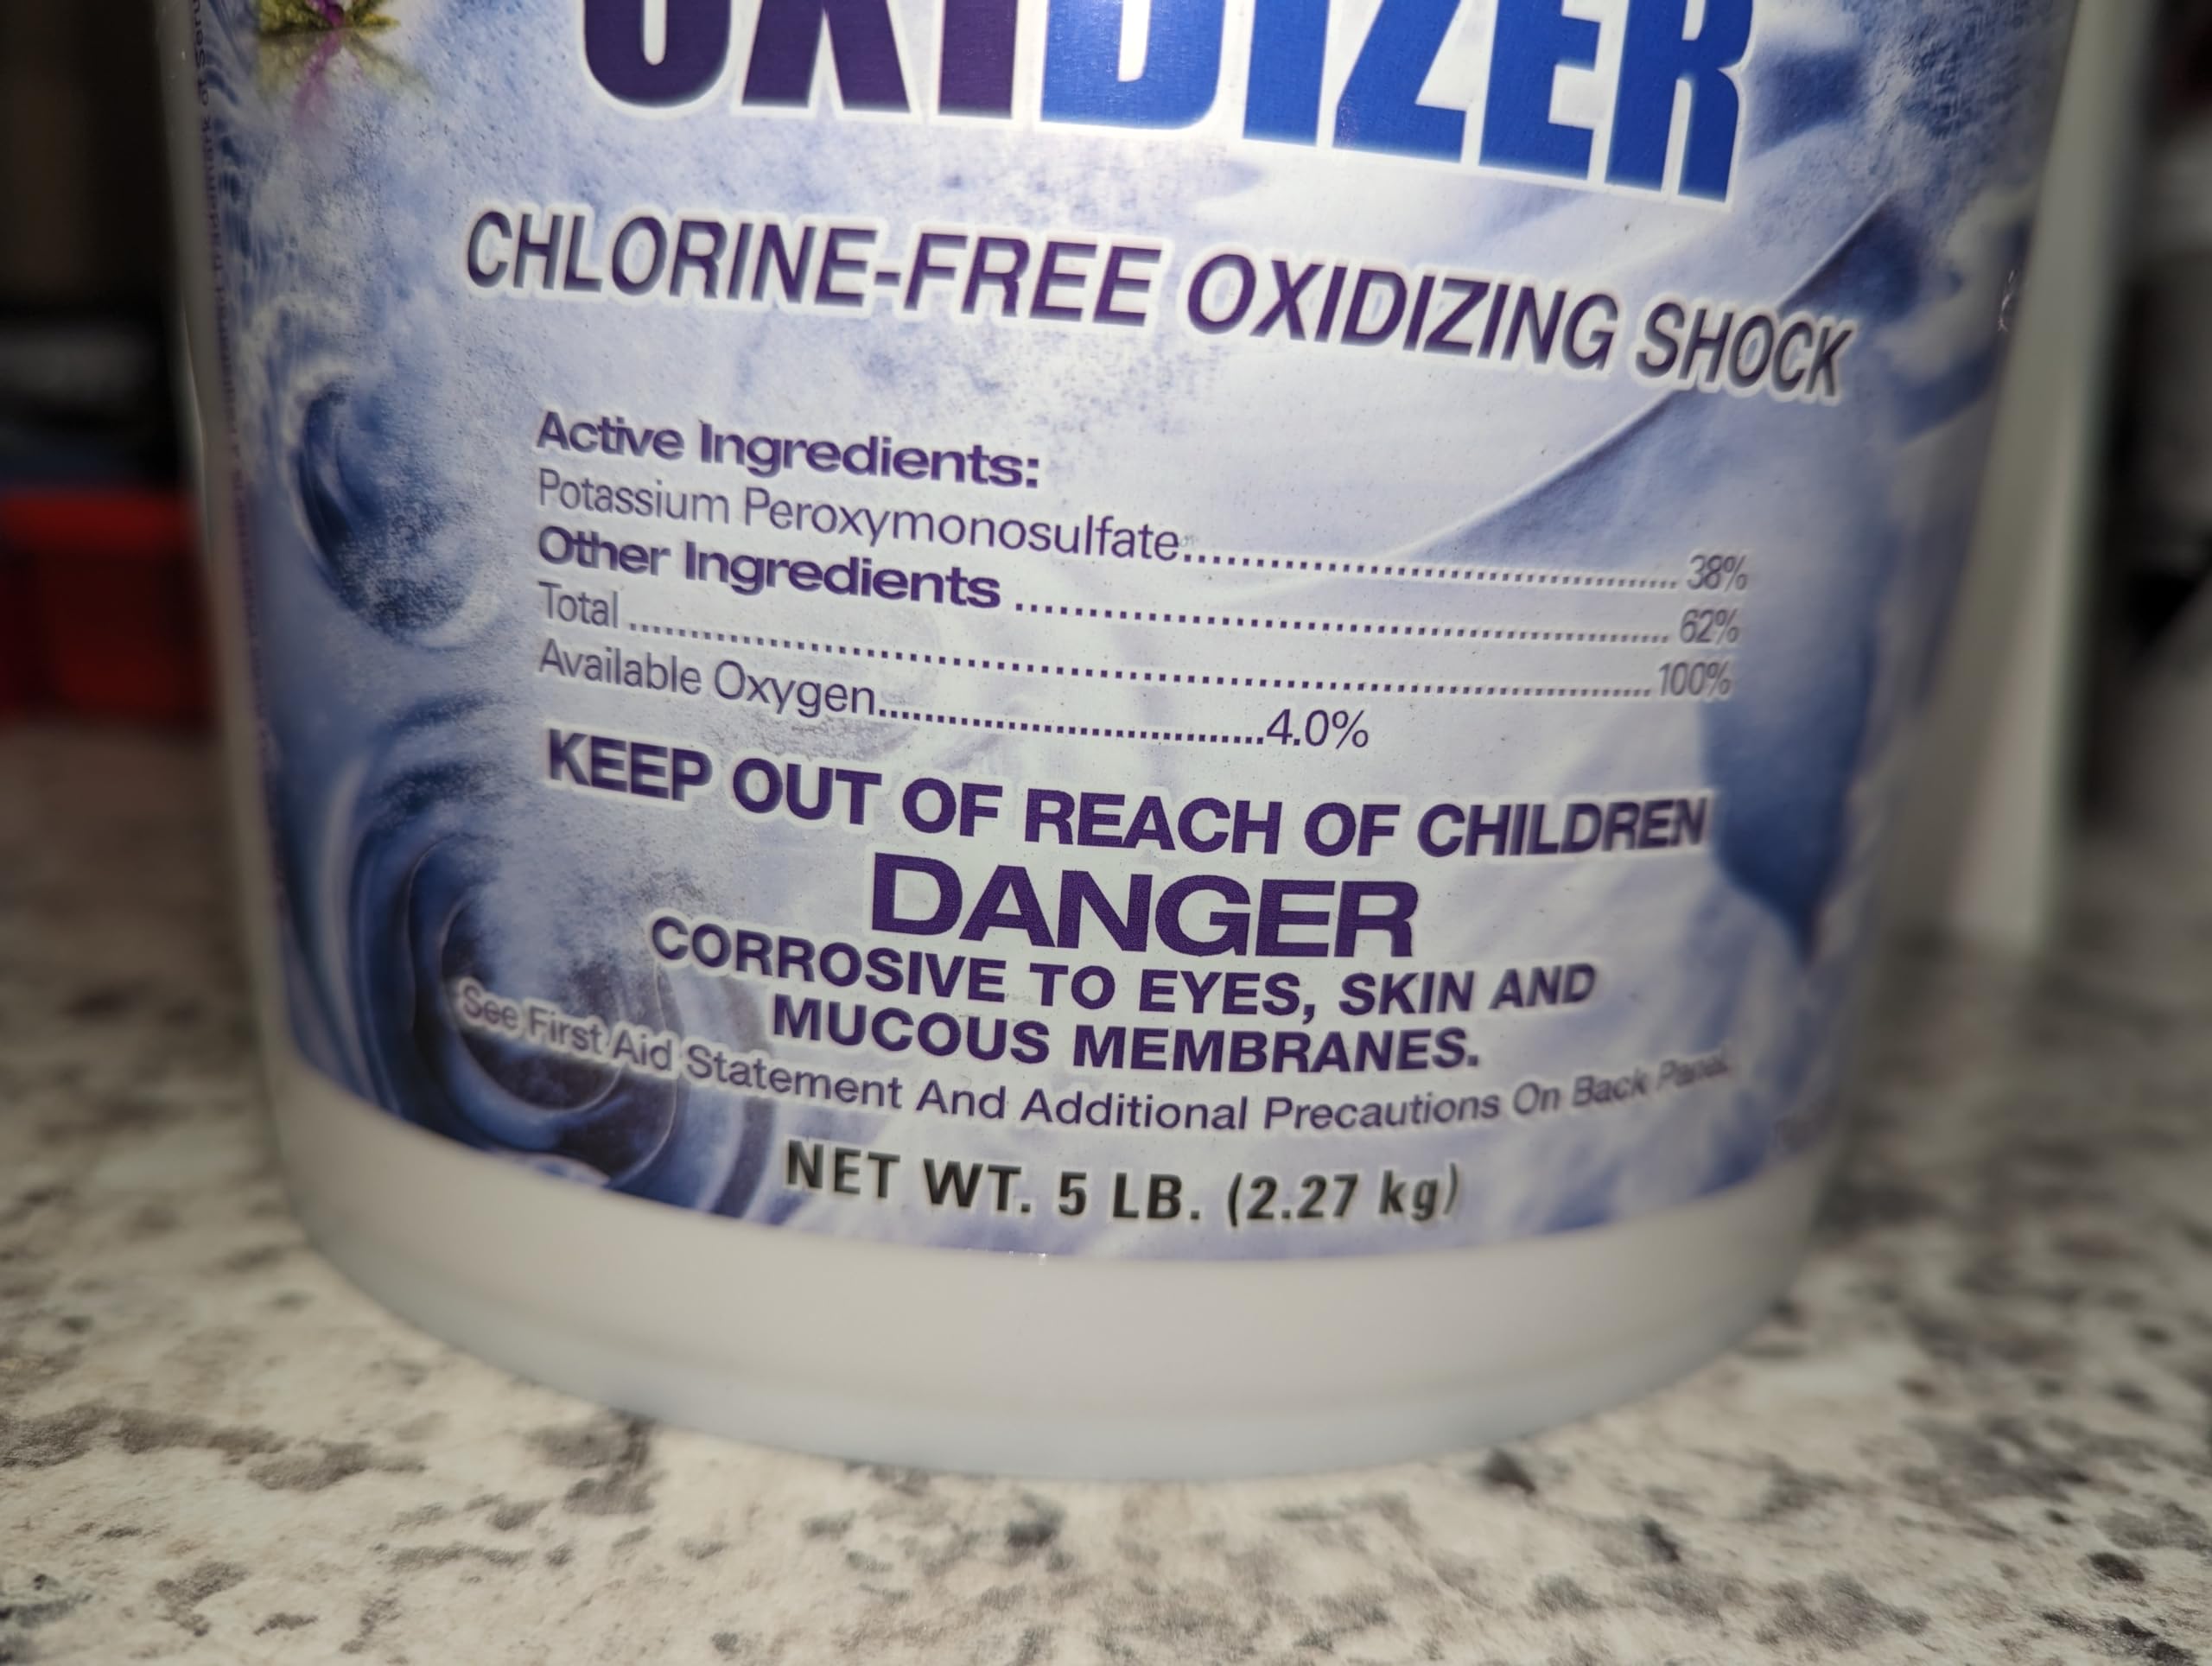 OXIDIZER
CHLORINE-FREE OXIDIZING SHOCK
Active Ingredients:
Potassium Peroxymonosulfate................................................ 38%
Other Ingredients ................................................................ 62%
Total ................................................................................ 100%
Available Oxygen....................................4.0%
KEEP OUT OF REACH OF CHILDREN
DANGER
CORROSIVE TO EYES, SKIN AND
MUCOUS MEMBRANES.
See First Aid Statement And Additional Precautions On Back Panel.
NET WT. 5 LB. (2.27 kg)